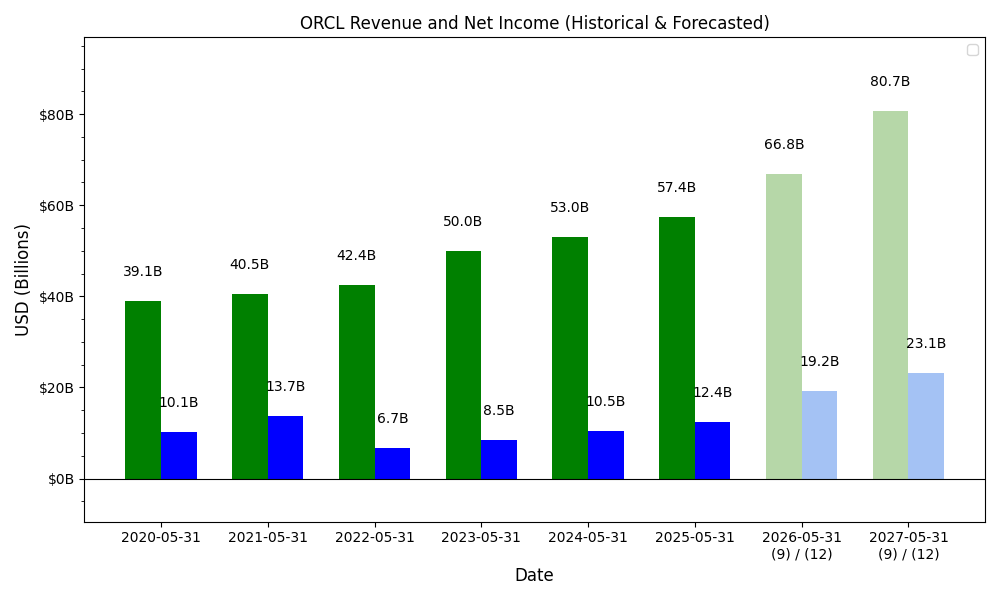 ORCL Revenue and Net Income (Historical & Forecasted)
USD (Billions)
$80B
$60B
$40B
$20B
$0B
39.1B
10.1B
40.5B
13.7B
42.4B
6.7B
50.0B
8.5B
53.0B
10.5B
57.4B
12.4B
66.8B
19.2B
80.7B
23.1B
2020-05-31
2021-05-31
2022-05-31
2023-05-31
2024-05-31
2025-05-31
2026-05-31
(9) / (12)
2027-05-31
(9) / (12)
Date